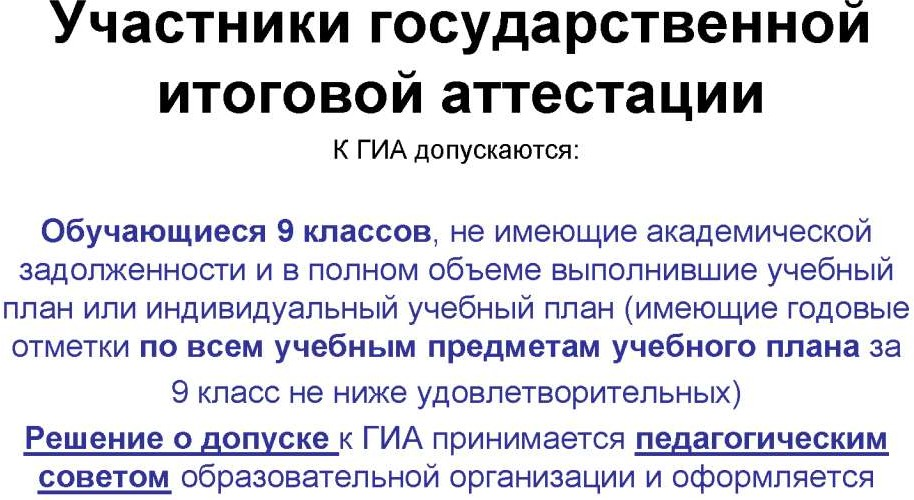 Участники государственной
итоговой аттестации
К ГИА допускаются:
Обучающиеся 9 классов, не имеющие академической
задолженности и в полном объеме выполнившие учебный
план или индивидуальный учебный план (имеющие годовые
отметки по всем учебным предметам учебного плана за
9 класс не ниже удовлетворительных)
Решение о допуске к ГИА принимается педагогическим
советом образовательной организации и оформляется